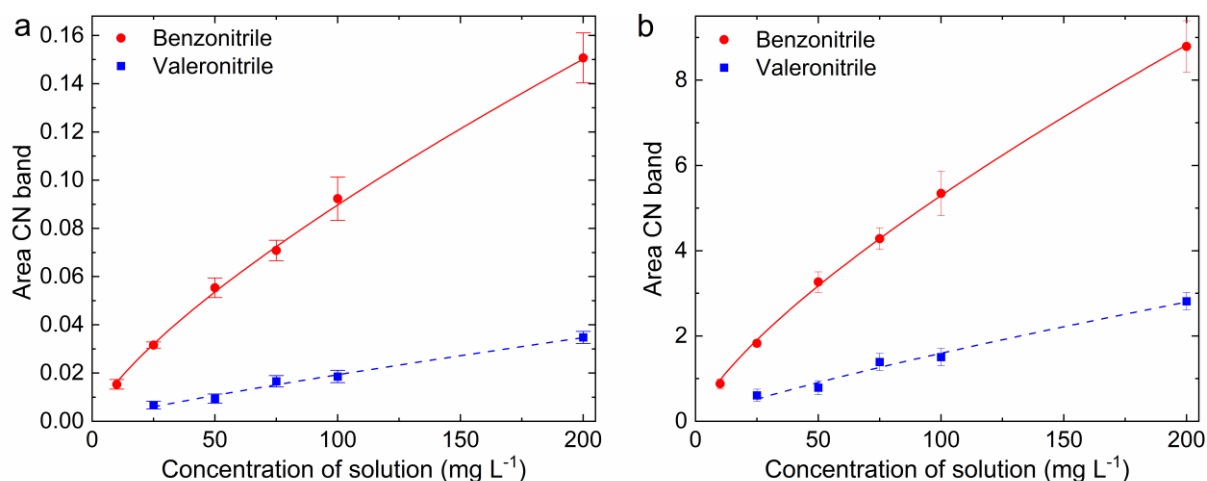 a
Benzonitrile
Valeronitrile
Area CN band
0.16
0.14
0.12
0.10
0.08
0.06
0.04
0.02
0.00
0 50 100 150 200
Concentration of solution (mg L⁻¹)
b
Benzonitrile
Valeronitrile
Area CN band
8
6
4
2
0
0 50 100 150 200
Concentration of solution (mg L⁻¹)